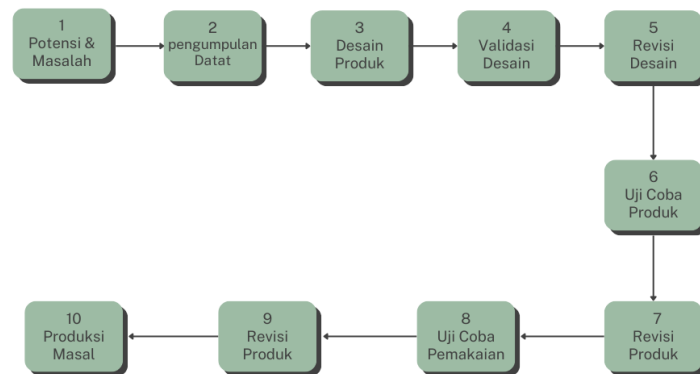 1
Potensi &
Masalah
2
pengumpulan
Datat
3
Desain
Produk
4
Validasi
Desain
5
Revisi
Desain
6
Uji Coba
Produk
7
Revisi
Produk
8
Uji Coba
Pemakaian
9
Revisi
Produk
10
Produksi
Masal